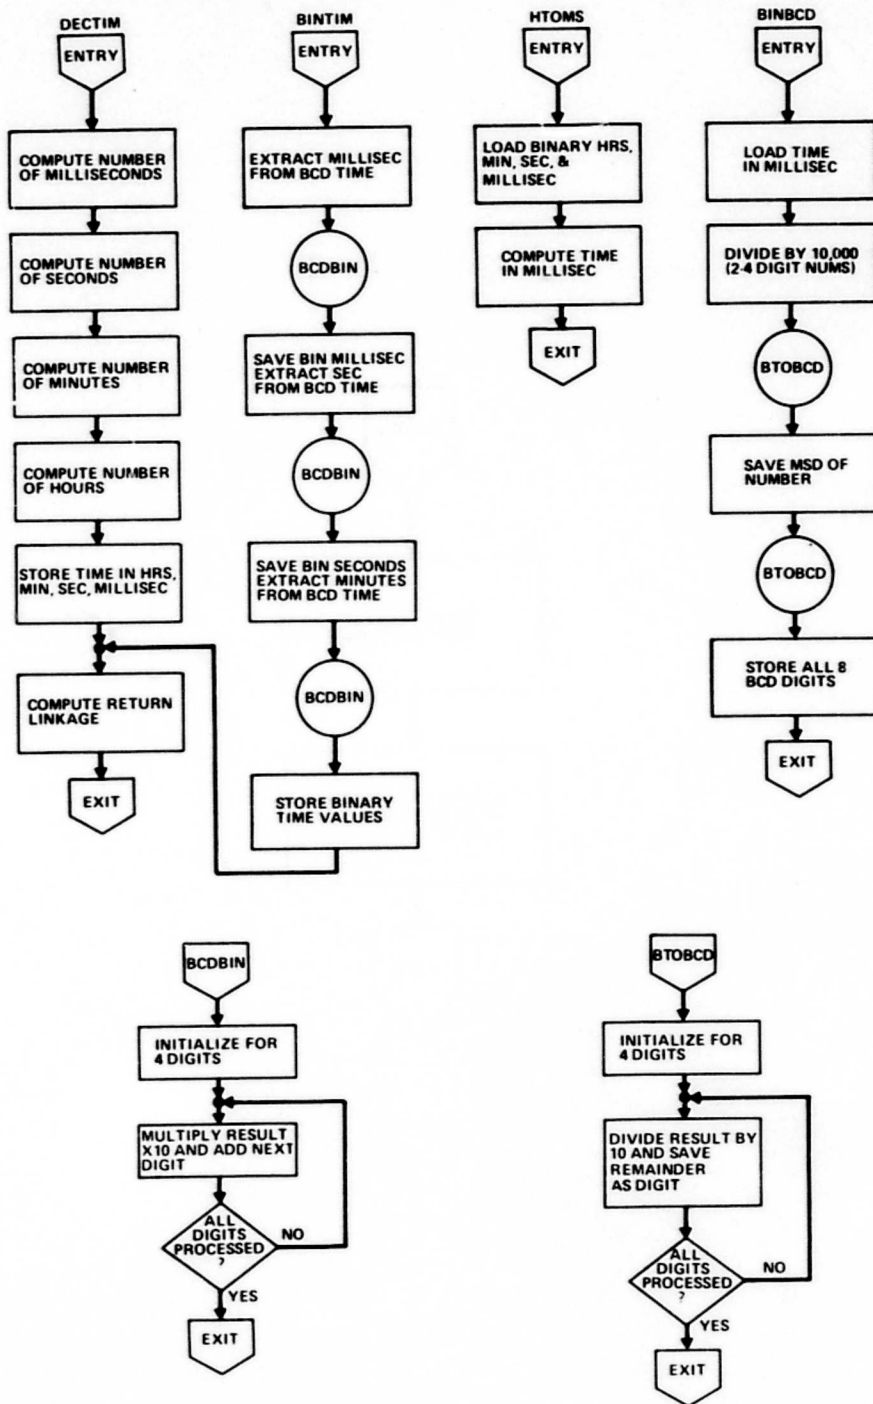 DECTIM
ENTRY
COMPUTE NUMBER
OF MILLISECONDS
COMPUTE NUMBER
OF SECONDS
COMPUTE NUMBER
OF MINUTES
COMPUTE NUMBER
OF HOURS
STORE TIME IN HRS,
MIN, SEC, MILLISEC
COMPUTE RETURN
LINKAGE
EXIT
BINTIM
ENTRY
EXTRACT MILLISEC
FROM BCD TIME
BCDBIN
SAVE BIN MILLISEC
EXTRACT SEC
FROM BCD TIME
BCDBIN
SAVE BIN SECONDS
EXTRACT MINUTES
FROM BCD TIME
BCDBIN
STORE BINARY
TIME VALUES
HTOMS
ENTRY
LOAD BINARY HRS,
MIN, SEC, &
MILLISEC
COMPUTE TIME
IN MILLISEC
EXIT
BINBCD
ENTRY
LOAD TIME
IN MILLISEC
DIVIDE BY 10,000
(2-4 DIGIT NUMS)
BTOBCD
SAVE MSD OF
NUMBER
BTOBCD
STORE ALL 8
BCD DIGITS
EXIT
BCDBIN
INITIALIZE FOR
4 DIGITS
MULTIPLY RESULT
X10 AND ADD NEXT
DIGIT
ALL
DIGITS
PROCESSED
?
NO
YES
EXIT
BTOBCD
INITIALIZE FOR
4 DIGITS
DIVIDE RESULT BY
10 AND SAVE
REMAINDER
AS DIGIT
ALL
DIGITS
PROCESSED
?
NO
YES
EXIT